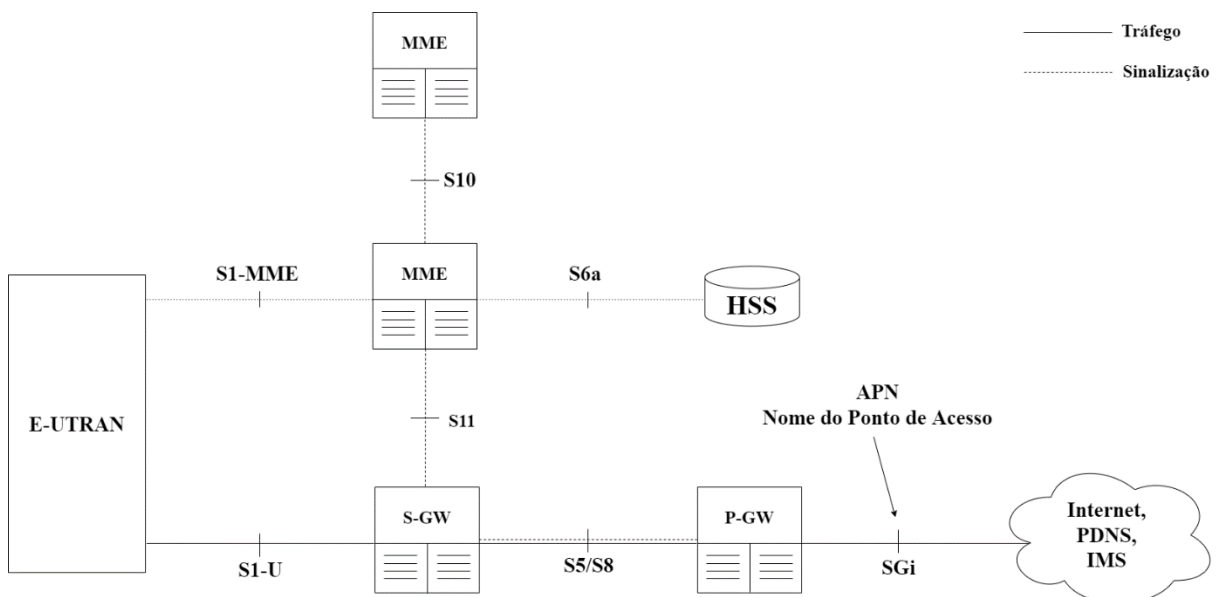 MME
Tráfego
Sinalização
S10
S1-MME
MME
S6a
HSS
E-UTRAN
S11
APN
Nome do Ponto de Acesso
S-GW
P-GW
Internet,
PDNS,
IMS
S1-U
S5/S8
SGi